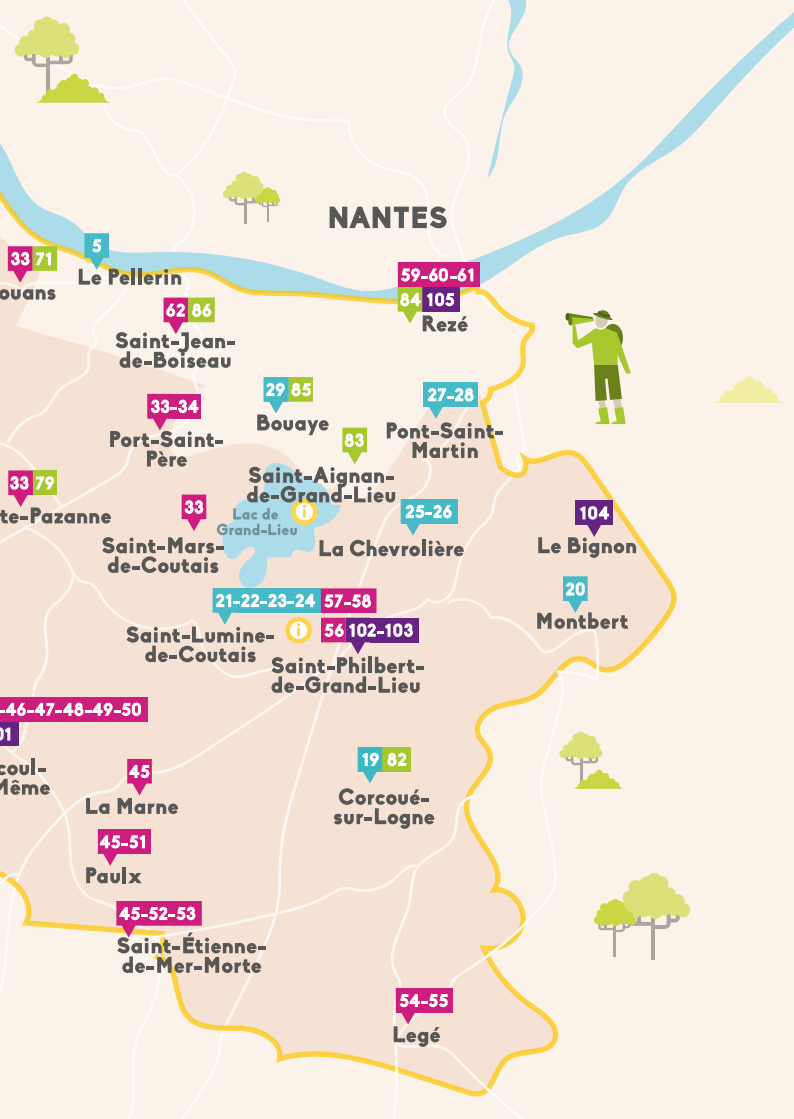 NANTES
5
33 71
ouans
Le Pellerin
59-60-61
84 105
Rezé
62 86
Saint-Jean-
de-Boiseau
33-34
Port-Saint-
Père
29 85
Bouaye
27-28
Pont-Saint-
Martin
83
Saint-Aignan-
de-Grand-Lieu
33 79
te-Pazanne
33
Saint-Mars-
de-Coutais
Lac de
Grand-Lieu
i
25-26
La Chevrolière
104
Le Bignon
20
Montbert
21-22-23-24 57-58
Saint-Lumine-
de-Coutais
i
56 102-103
Saint-Philbert-
de-Grand-Lieu
-46-47-48-49-50
01
coul-
Même
45
La Marne
19 82
Corcoué-
sur-Logne
45-51
Paulx
45-52-53
Saint-Étienne-
de-Mer-Morte
54-55
Legé